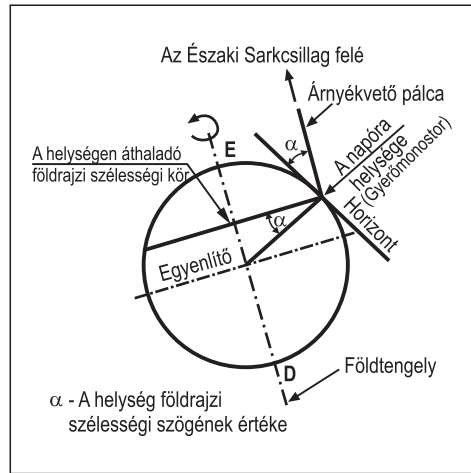 Az Északi Sarkcsillag felé
Árnyékvető pálca
α
A napóra
helysége
(Gyerőmonostor)
Horizont
A helységen áthaladó
földrajzi szélességi kör
E
α
Egyenlítő
D
Földtengely
α - A helység földrajzi
szélességi szögének értéke